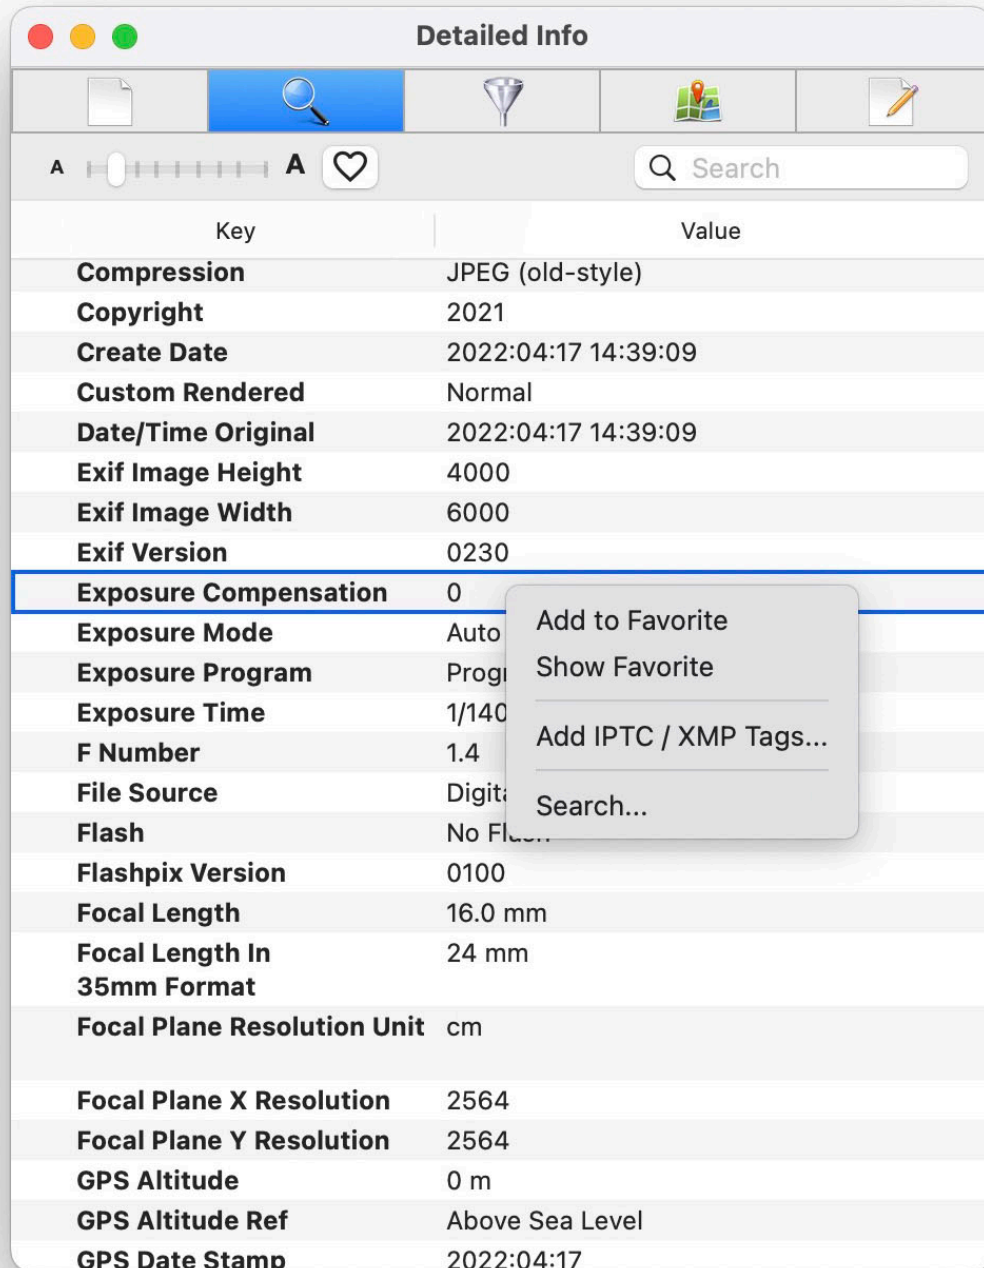 Detailed Info
A
A
Search
Key Value
Compression JPEG (old-style)
Copyright 2021
Create Date 2022:04:17 14:39:09
Custom Rendered Normal
Date/Time Original 2022:04:17 14:39:09
Exif Image Height 4000
Exif Image Width 6000
Exif Version 0230
Exposure Compensation 0
Exposure Mode Auto
Exposure Program
Exposure Time 1/140
F Number 1.4
File Source
Flash No
Flashpix Version 0100
Focal Length 16.0 mm
Focal Length In 24 mm
35mm Format
Focal Plane Resolution Unit cm
Focal Plane X Resolution 2564
Focal Plane Y Resolution 2564
GPS Altitude 0 m
GPS Altitude Ref Above Sea Level
GPS Date Stamp 2022:04:17
Add to Favorite
Show Favorite
Add IPTC / XMP Tags...
Search...